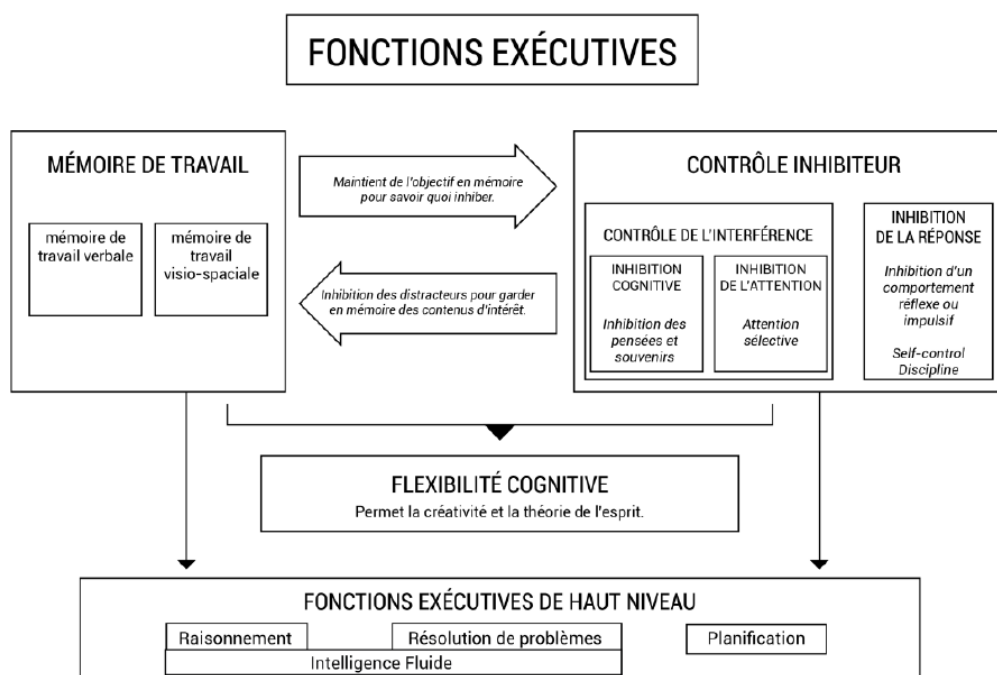 FONCTIONS EXÉCUTIVES
MÉMOIRE DE TRAVAIL
mémoire de
travail verbale
mémoire de
travail
visio-spaciale
Maintient de l'objectif en mémoire
pour savoir quoi inhiber.
Inhibition des distracteurs pour garder
en mémoire des contenus d'intérêt.
CONTRÔLE INHIBITEUR
CONTRÔLE DE L'INTERFÉRENCE
INHIBITION
COGNITIVE
Inhibition des
pensées et
souvenirs
INHIBITION
DE L'ATTENTION
Attention
sélective
INHIBITION
DE LA RÉPONSE
Inhibition d'un
comportement
réflexe ou
impulsif
Self-control
Discipline
FLEXIBILITÉ COGNITIVE
Permet la créativité et la théorie de l'esprit.
FONCTIONS EXÉCUTIVES DE HAUT NIVEAU
Raisonnement
Résolution de problèmes
Planification
Intelligence Fluide